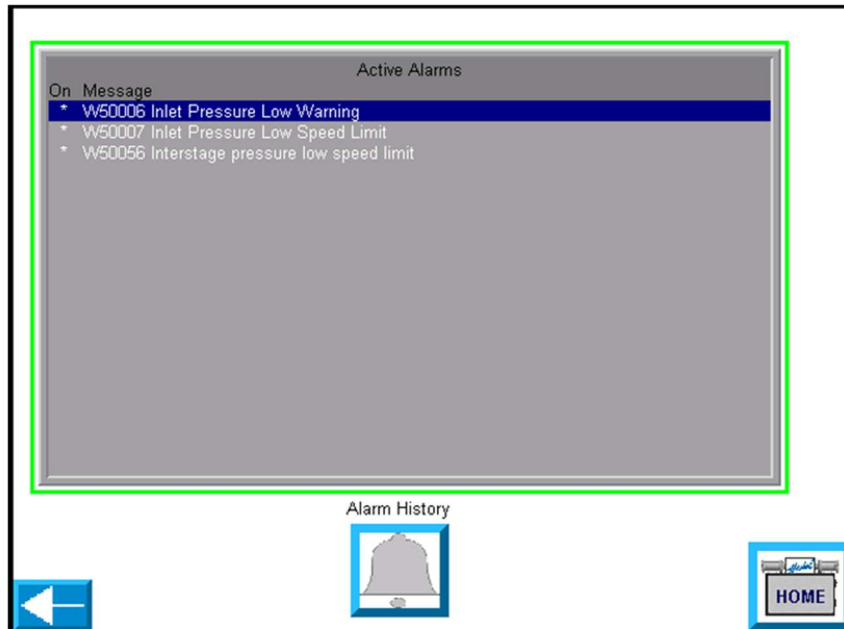 Active Alarms
On Message
* W50006 Inlet Pressure Low Warning
* W50007 Inlet Pressure Low Speed Limit
* W50056 Interstage pressure low speed limit
Alarm History
HOME